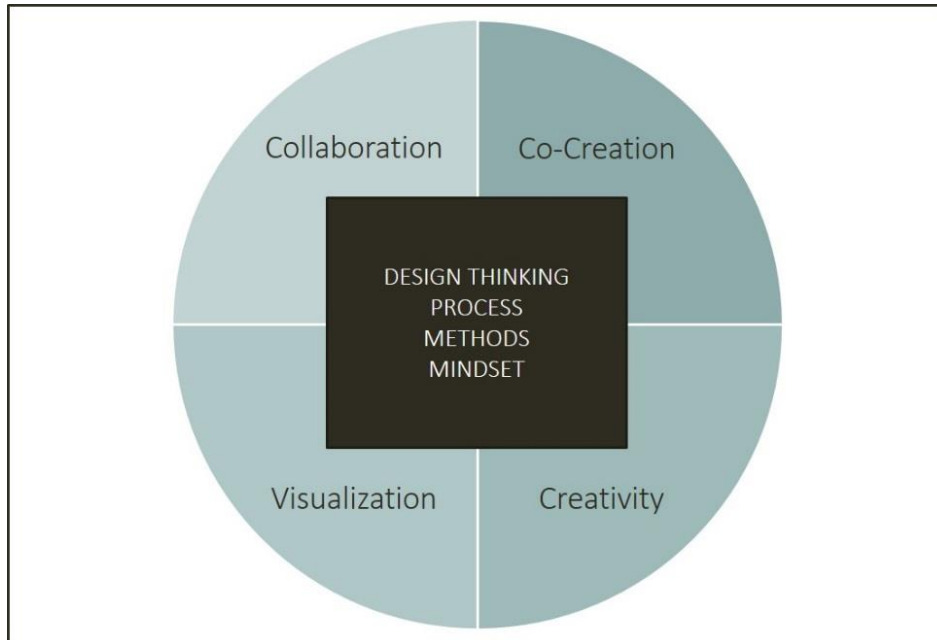 Collaboration
Co-Creation
DESIGN THINKING
PROCESS
METHODS
MINDSET
Visualization
Creativity